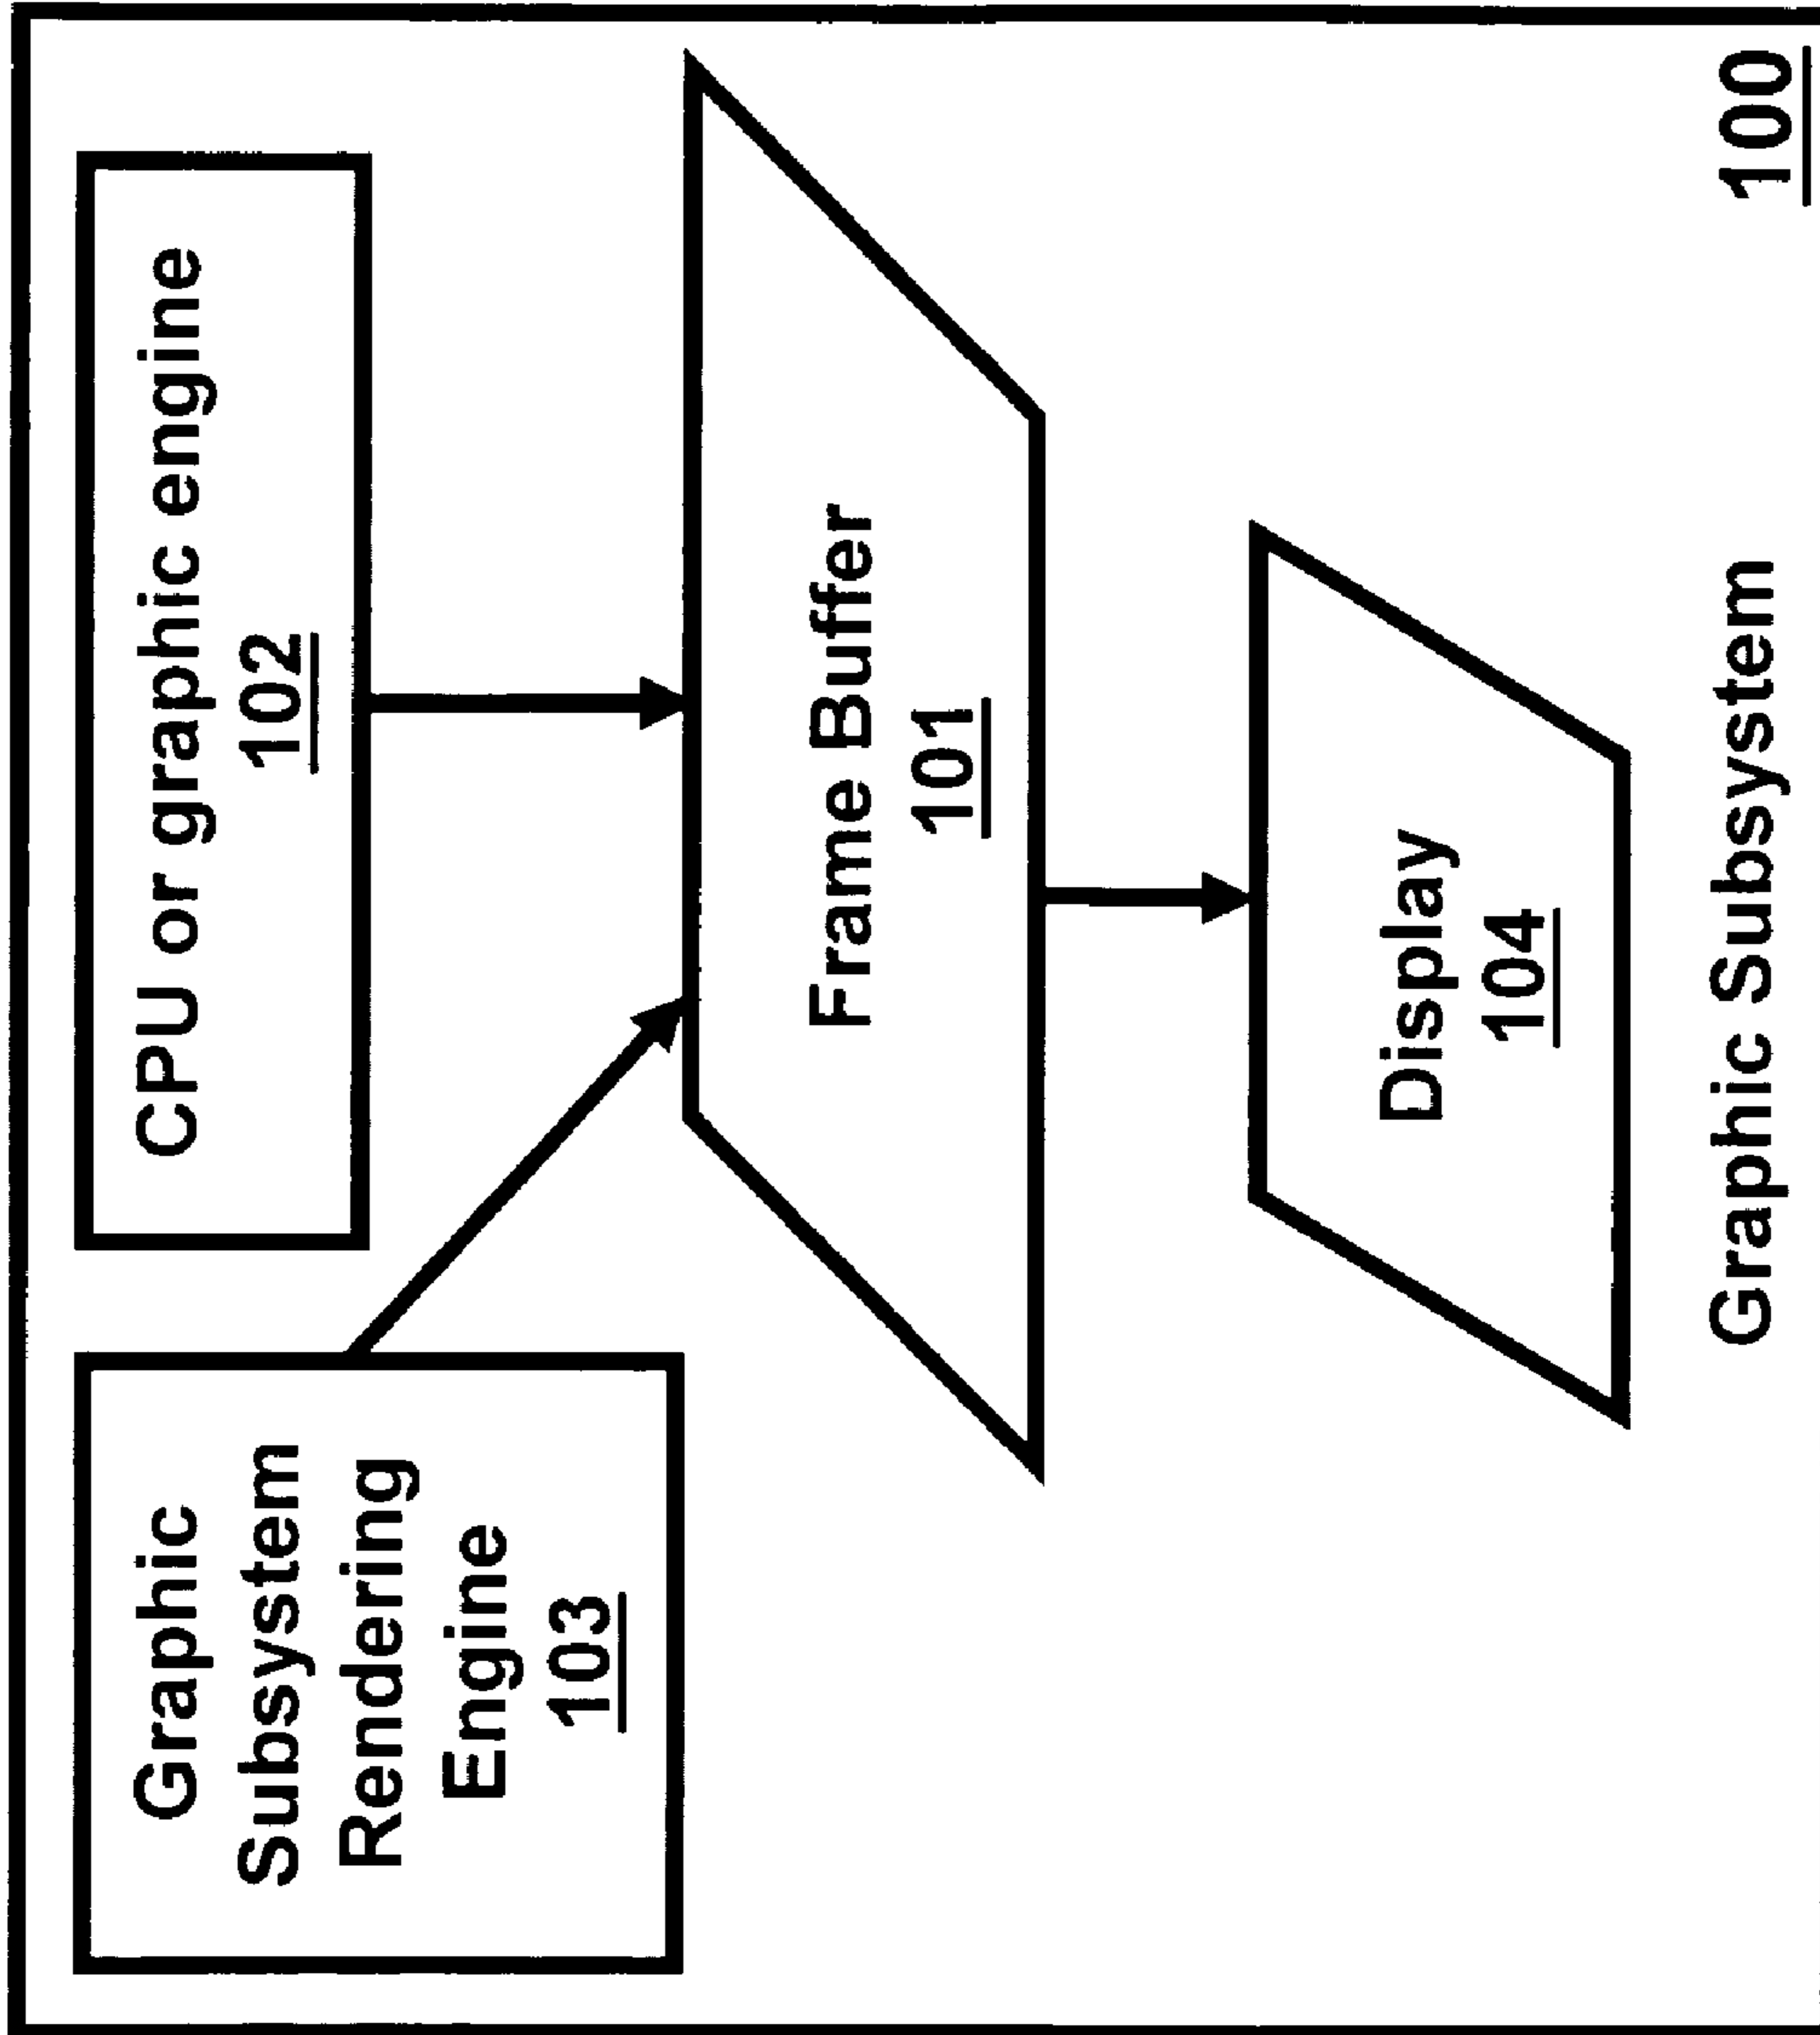 Graphic
Subsystem
Rendering
Engine
103
CPU or graphic engine
102
Frame Buffer
101
Display
104
Graphic Subsystem
100